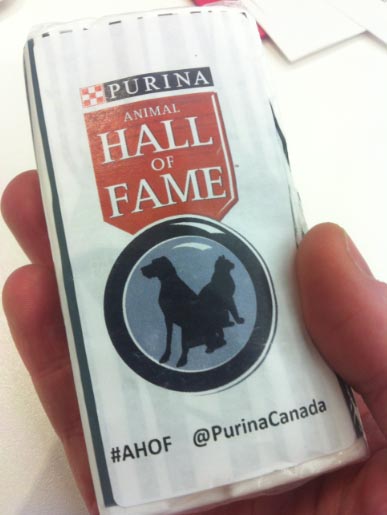 PURINA
ANIMAL
HALL
OF
FAME
#AHOF @PurinaCanada